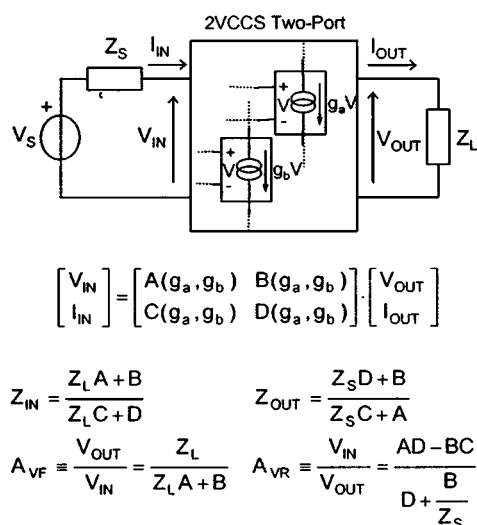 2VCCS Two-Port
Z_S I_IN I_OUT
+ V g_aV
-
+ V_S V_IN V_OUT Z_L
+ V g_bV
-
[V_IN I_IN] = [A(g_a,g_b) B(g_a,g_b) C(g_a,g_b) D(g_a,g_b)] · [V_OUT I_OUT]
Z_IN = (Z_L A + B) / (Z_L C + D) Z_OUT = (Z_S D + B) / (Z_S C + A)
A_VF ≡ V_OUT / V_IN = Z_L / (Z_L A + B) A_VR ≡ V_IN / V_OUT = (AD − BC) / (D + B / Z_S)